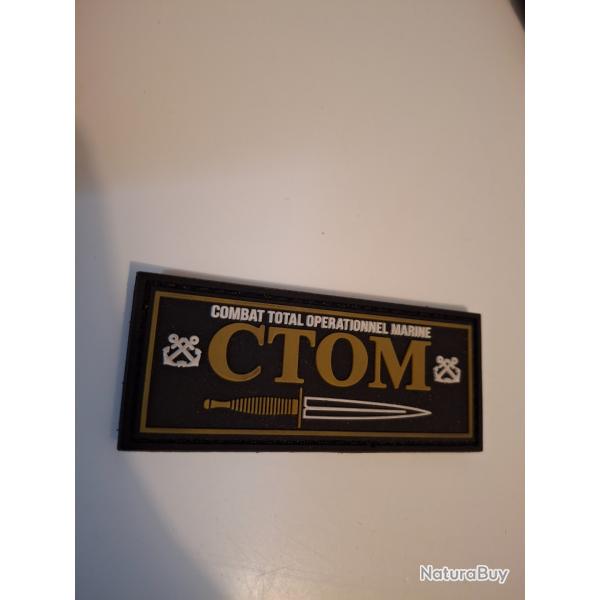 COMBAT TOTAL OPERATIONNEL MARINE
CTOM
NaturaBuy